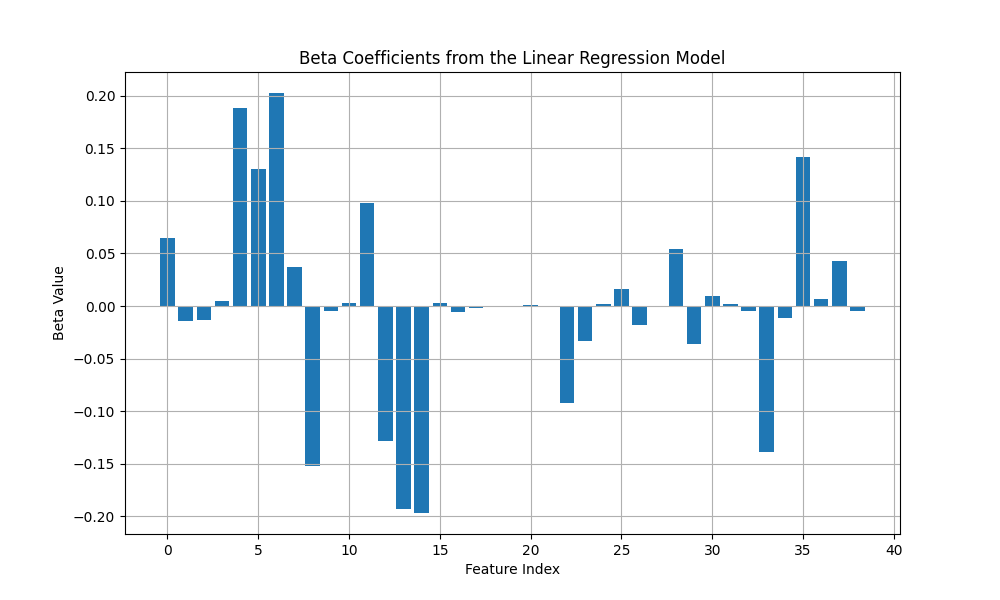 Beta Coefficients from the Linear Regression Model
Beta Value
0.20
0.15
0.10
0.05
0.00
−0.05
−0.10
−0.15
−0.20
0 5 10 15 20 25 30 35 40
Feature Index